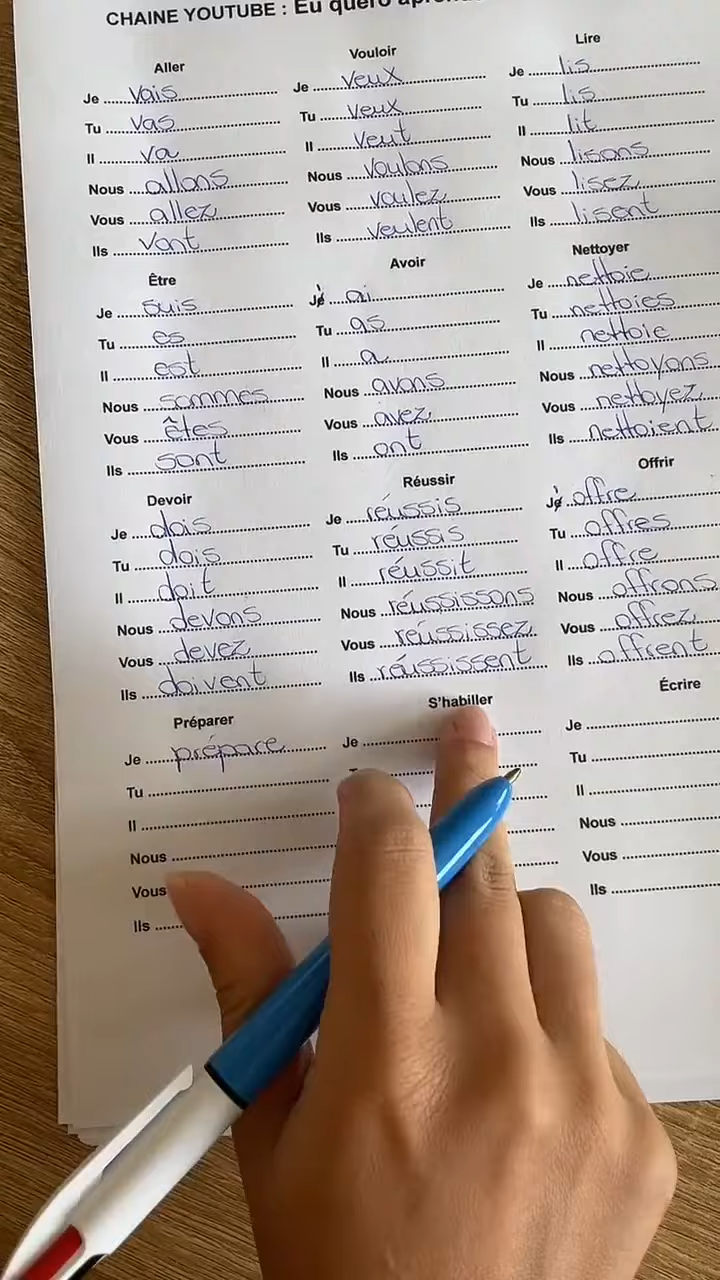 CHAINE YOUTUBE : Eu quero
Aller
Je vais
Tu vas
Il va
Nous allons
Vous allez
Ils vont
Vouloir
Je veux
Tu veux
Il veut
Nous voulons
Vous voulez
Ils veulent
Lire
Je lis
Tu lis
Il lit
Nous lisons
Vous lisez
Ils lisent
Être
Je suis
Tu es
Il est
Nous sommes
Vous êtes
Ils sont
Avoir
J' ai
Tu as
Il a
Nous avons
Vous avez
Ils ont
Nettoyer
Je nettoie
Tu nettoies
Il nettoie
Nous nettoyons
Vous nettoyez
Ils nettoient
Devoir
Je dois
Tu dois
Il doit
Nous devons
Vous devez
Ils doivent
Réussir
Je réussis
Tu réussis
Il réussit
Nous réussissons
Vous réussissez
Ils réussissent
Offrir
J' offre
Tu offres
Il offre
Nous offrons
Vous offrez
Ils offrent
Préparer
Je prépare
Tu
Il
Nous
Vous
Ils
S'habiller
Je
Écrire
Je
Tu
Il
Nous
Vous
Ils